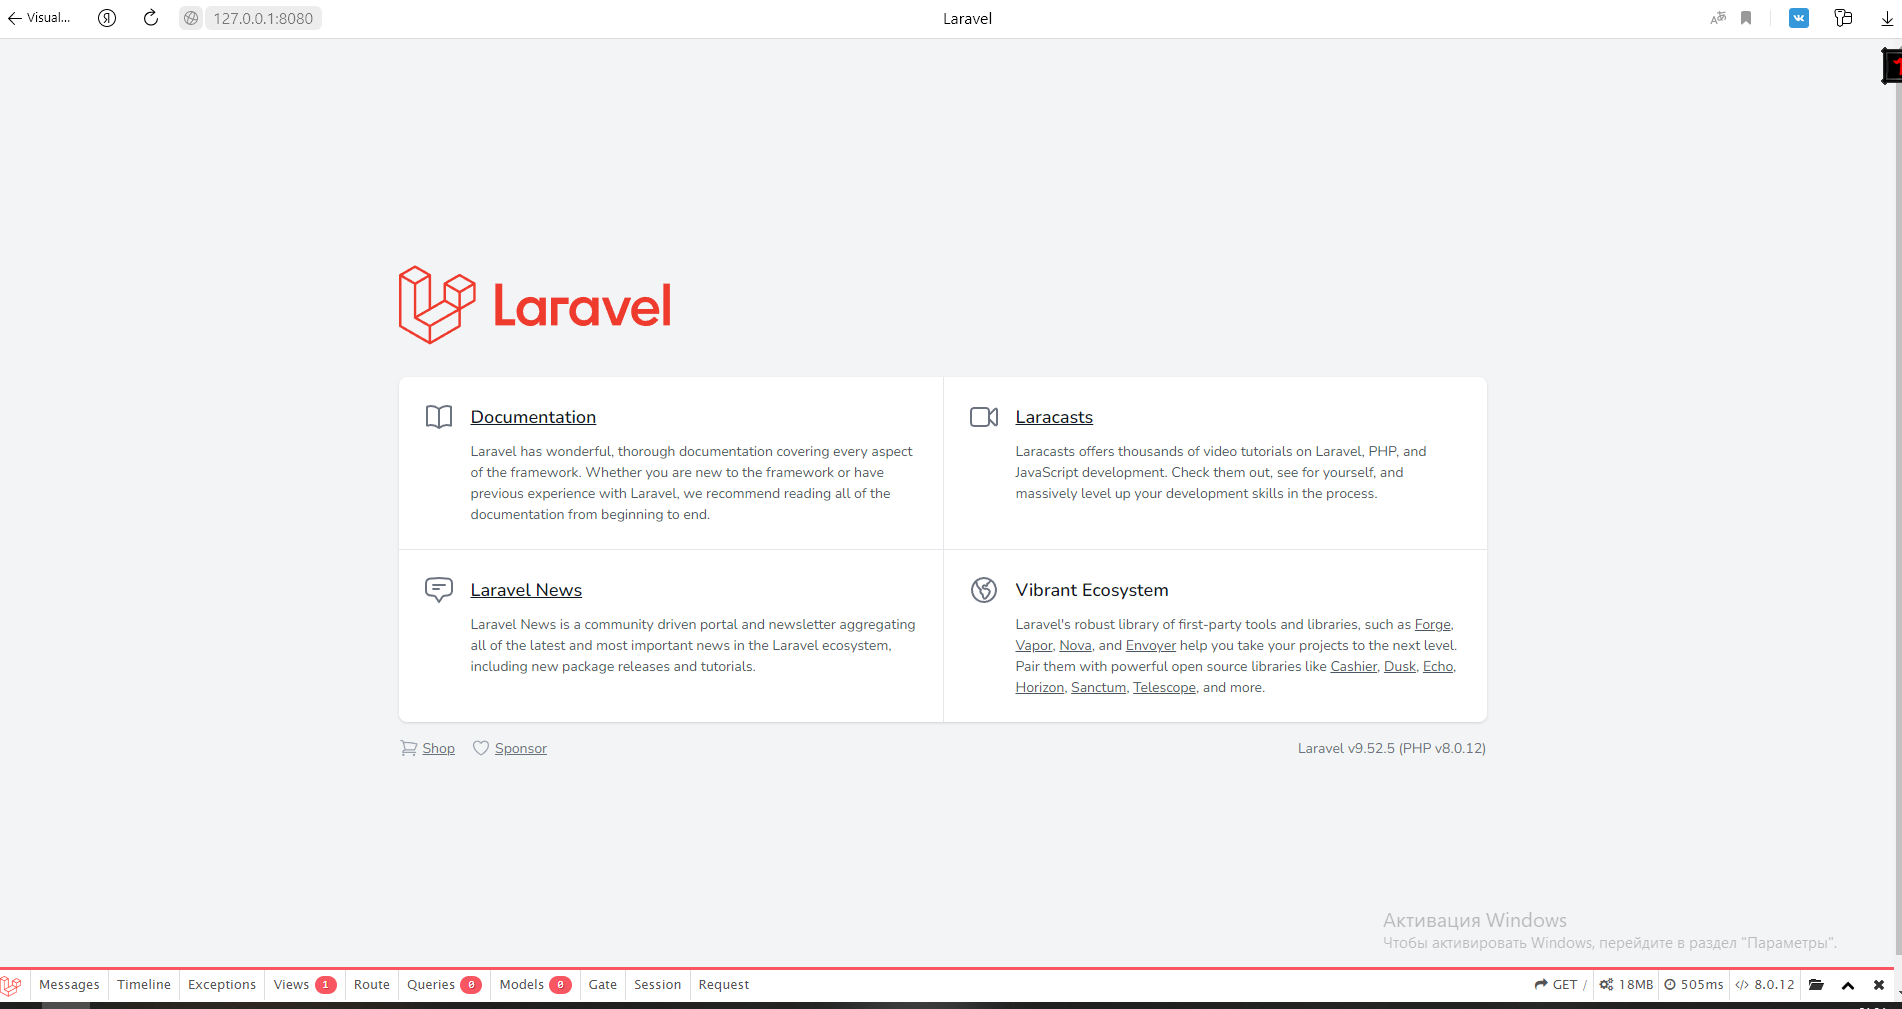 Visual...
Я
127.0.0.1:8080
Laravel
Laravel
Documentation
Laravel has wonderful, thorough documentation covering every aspect
of the framework. Whether you are new to the framework or have
previous experience with Laravel, we recommend reading all of the
documentation from beginning to end.
Laracasts
Laracasts offers thousands of video tutorials on Laravel, PHP, and
JavaScript development. Check them out, see for yourself, and
massively level up your development skills in the process.
Laravel News
Laravel News is a community driven portal and newsletter aggregating
all of the latest and most important news in the Laravel ecosystem,
including new package releases and tutorials.
Vibrant Ecosystem
Laravel's robust library of first-party tools and libraries, such as Forge,
Vapor, Nova, and Envoyer help you take your projects to the next level.
Pair them with powerful open source libraries like Cashier, Dusk, Echo,
Horizon, Sanctum, Telescope, and more.
Shop Sponsor
Laravel v9.52.5 (PHP v8.0.12)
Активация Windows
Чтобы активировать Windows, перейдите в раздел "Параметры".
Messages Timeline Exceptions Views 1 Route Queries 0 Models 0 Gate Session Request GET / 18MB 505ms 8.0.12